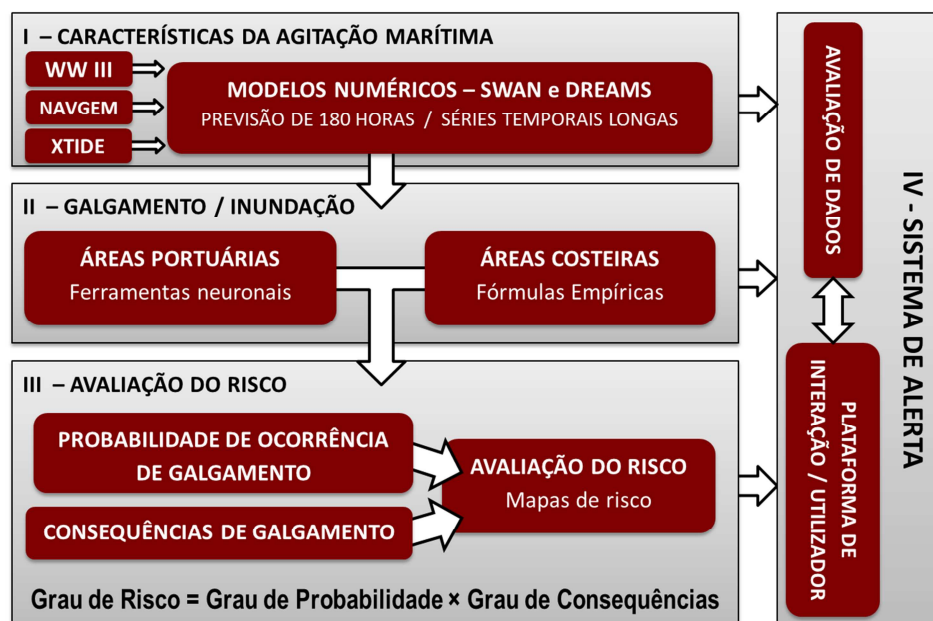 I – CARACTERÍSTICAS DA AGITAÇÃO MARÍTIMA
WW III
NAVGEM
XTIDE
MODELOS NUMÉRICOS – SWAN e DREAMS
PREVISÃO DE 180 HORAS / SÉRIES TEMPORAIS LONGAS
II – GALGAMENTO / INUNDAÇÃO
ÁREAS PORTUÁRIAS
Ferramentas neuronais
ÁREAS COSTEIRAS
Fórmulas Empíricas
III – AVALIAÇÃO DO RISCO
PROBABILIDADE DE OCORRÊNCIA
DE GALGAMENTO
CONSEQUÊNCIAS DE GALGAMENTO
AVALIAÇÃO DO RISCO
Mapas de risco
Grau de Risco = Grau de Probabilidade × Grau de Consequências
IV - SISTEMA DE ALERTA
AVALIAÇÃO DE DADOS
PLATAFORMA DE
INTERAÇÃO / UTILIZADOR